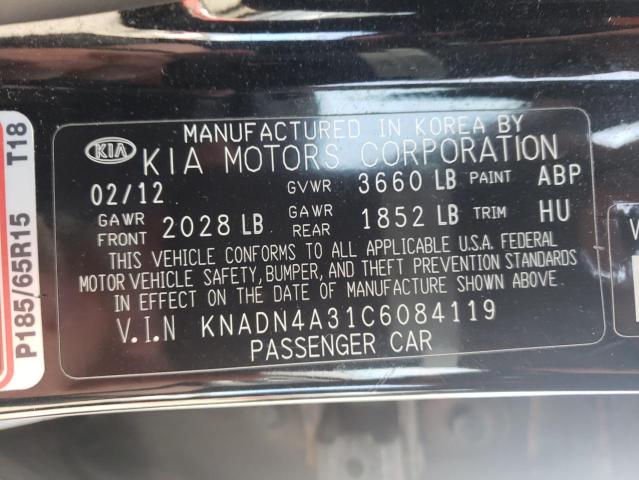 MANUFACTURED IN KOREA BY
KIA KIA MOTORS CORPORATION
02/12 GVWR 3660 LB PAINT ABP
GAWR FRONT 2028 LB GAWR REAR 1852 LB TRIM HU
THIS VEHICLE CONFORMS TO ALL APPLICABLE U.S.A. FEDERAL
MOTOR VEHICLE SAFETY, BUMPER, AND THEFT PREVENTION STANDARDS
IN EFFECT ON THE DATE OF MANUFACTURE SHOWN ABOVE
V.I.N KNADN4A31C6084119
PASSENGER CAR
P185/65R15 T18
V